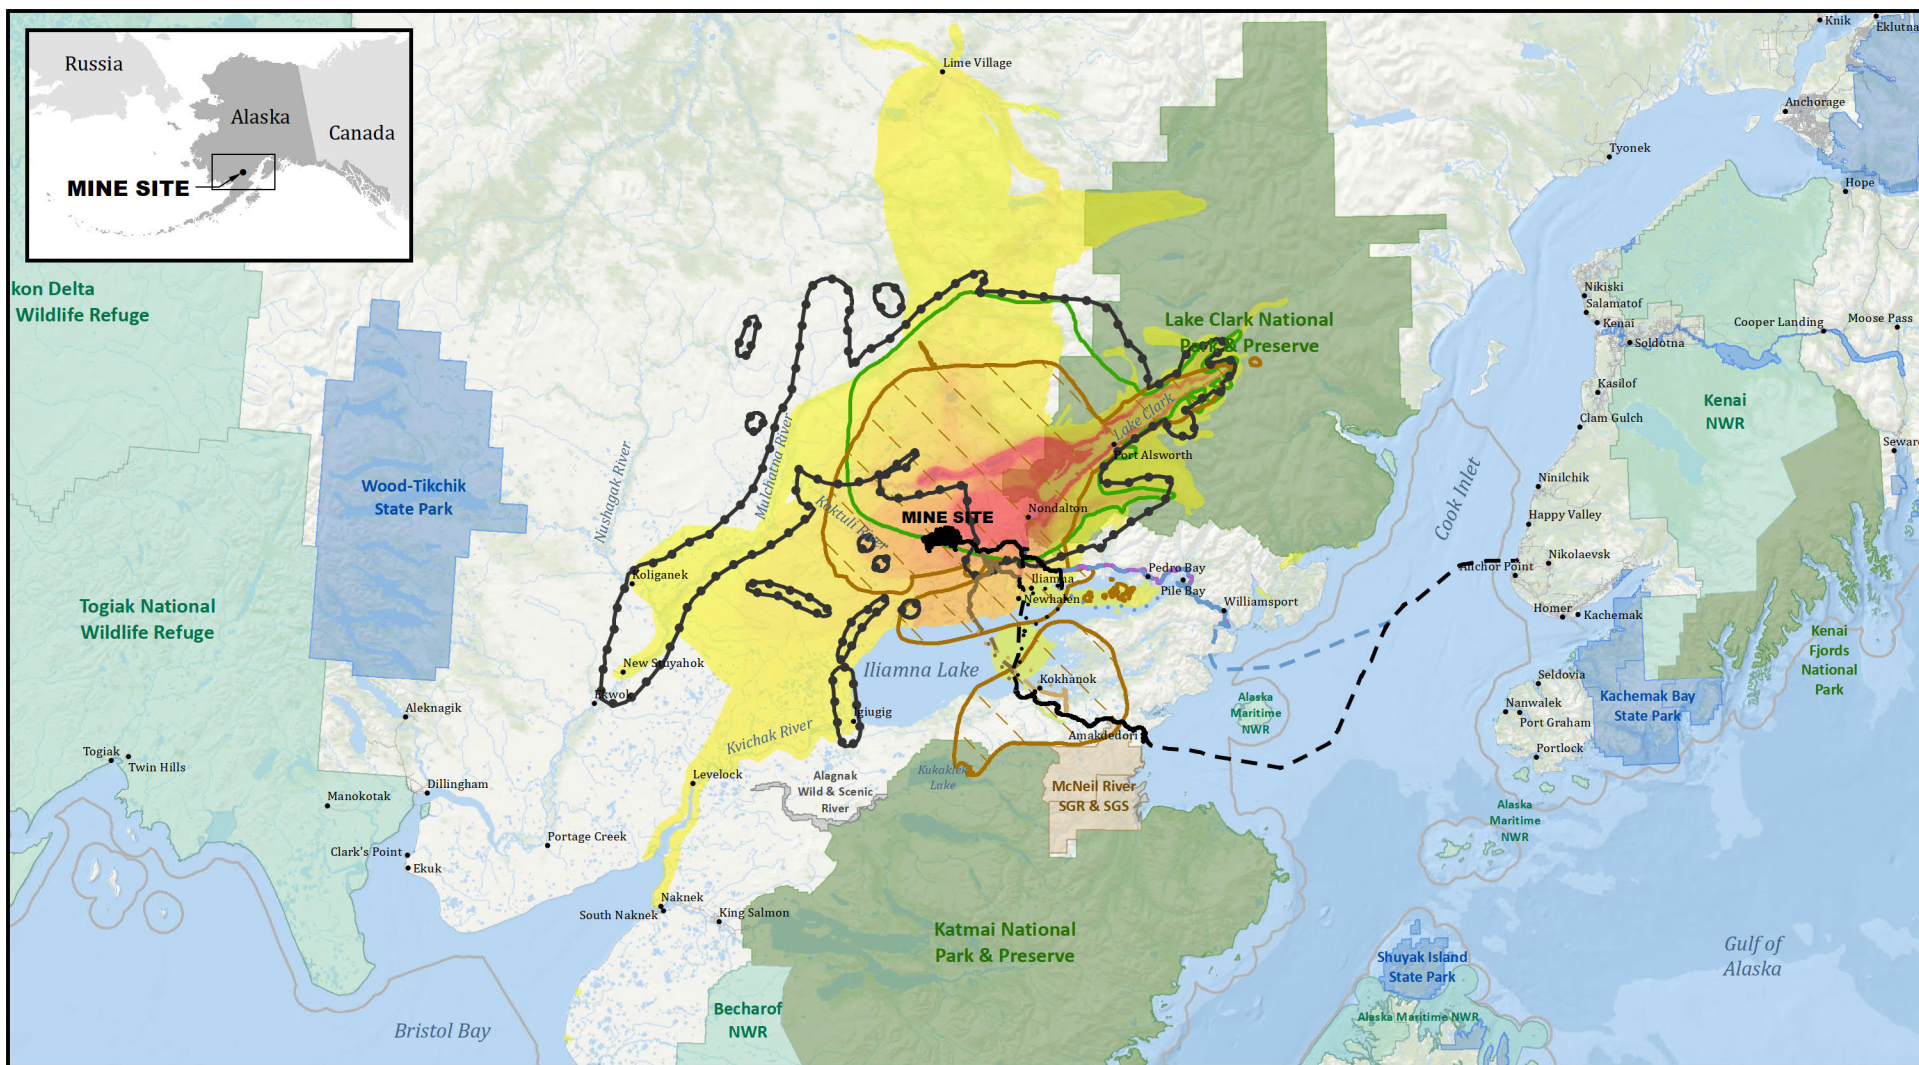 Russia
Alaska
Canada
MINE SITE
kon Delta
Wildlife Refuge
Lime Village
Knik
Eklutna
Anchorage
Tyonek
Hope
Nikiski
Salamatof
Kenai
Soldotna
Cooper Landing
Moose Pass
Lake Clark National
Park & Preserve
Kasilof
Clam Gulch
Kenai
NWR
Sewar
Lake Clark
Port Alsworth
Mulchatna River
Nushagak River
Koktuli River
Wood-Tikchik
State Park
MINE SITE
Nondalton
Cook Inlet
Ninilchik
Happy Valley
Nikolaevsk
Anchor Point
Koliganek
Iliamna
Newhalen
Pedro Bay
Pile Bay
Williamsport
Homer
Kachemak
Togiak National
Wildlife Refuge
New Stuyahok
Ekwok
Iliamna Lake
Kokhanok
Igiugig
Kenai
Fjords
National
Park
Seldovia
Nanwalek
Port Graham
Portlock
Kachemak Bay
State Park
Alaska
Maritime
NWR
Aleknagik
Kvichak River
Amakdedori
Togiak
Twin Hills
Dillingham
Levelock
Manokotak
Alagnak
Wild & Scenic
River
Kukaklek
Lake
McNeil River
SGR & SGS
Alaska
Maritime
NWR
Portage Creek
Clark's Point
Ekuk
Naknek
South Naknek
King Salmon
Katmai National
Park & Preserve
Shuyak Island
State Park
Gulf of
Alaska
Becharof
NWR
Alaska Maritime NWR
Bristol Bay